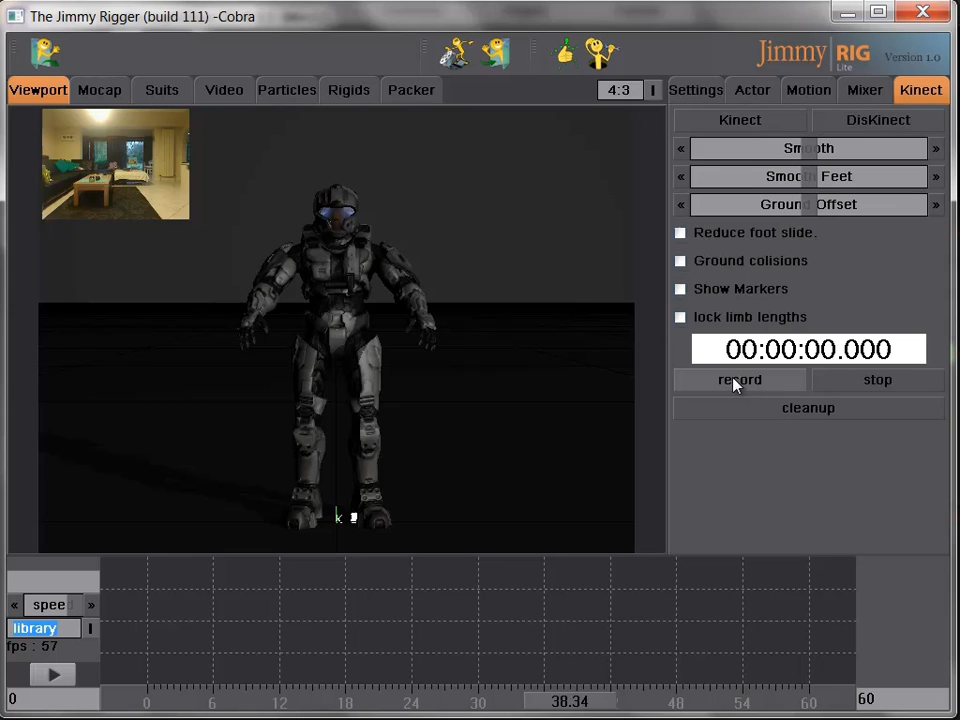 The Jimmy Rigger (build 111) -Cobra
Jimmy RIG Lite Version 1.0
Viewport Mocap Suits Video Particles Rigids Packer 4:3 Settings Actor Motion Mixer Kinect
Kinect DisKinect
« Smooth »
« Smooth Feet »
« Ground Offset »
Reduce foot slide.
Ground colisions
Show Markers
lock limb lengths
00:00:00.000
record stop
cleanup
« speed »
library
fps : 57
0 0 6 12 18 24 30 38.34 48 54 60 60